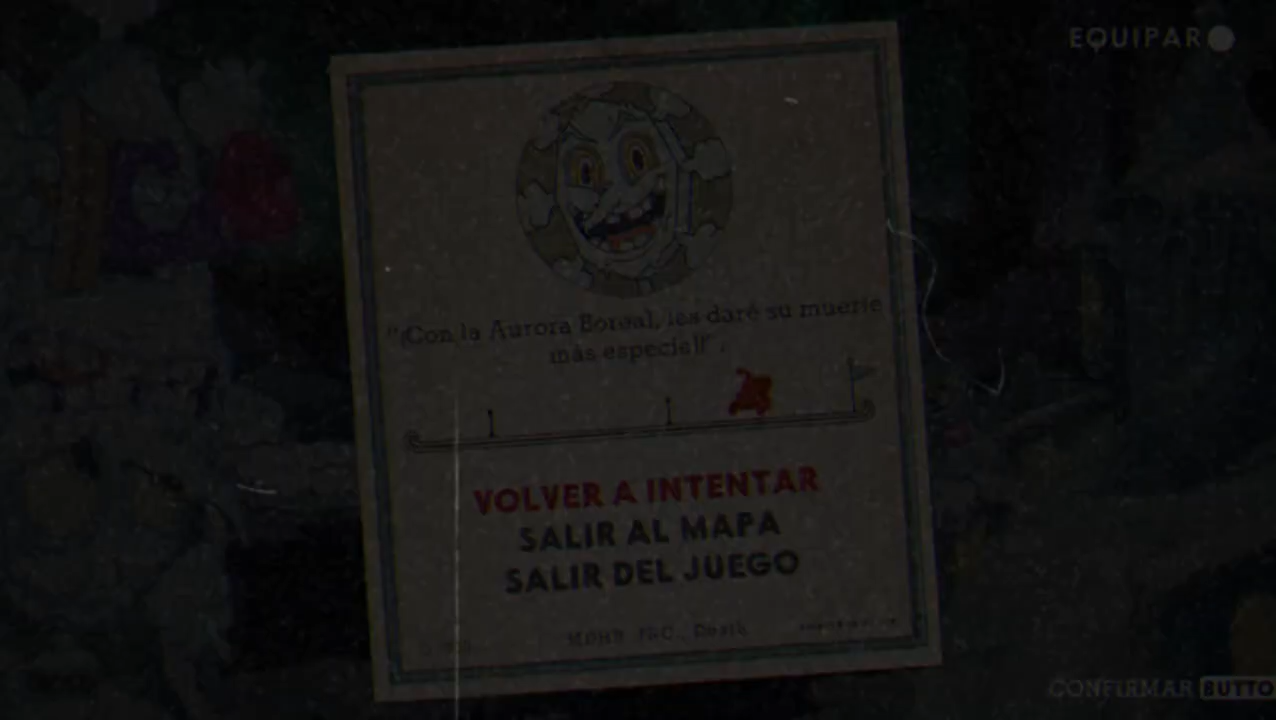 EQUIPAR
"¡Con la Aurora Boreal, les daré su muerte
más especial!".
VOLVER A INTENTAR
SALIR AL MAPA
SALIR DEL JUEGO
CONFIRMAR BUTTO